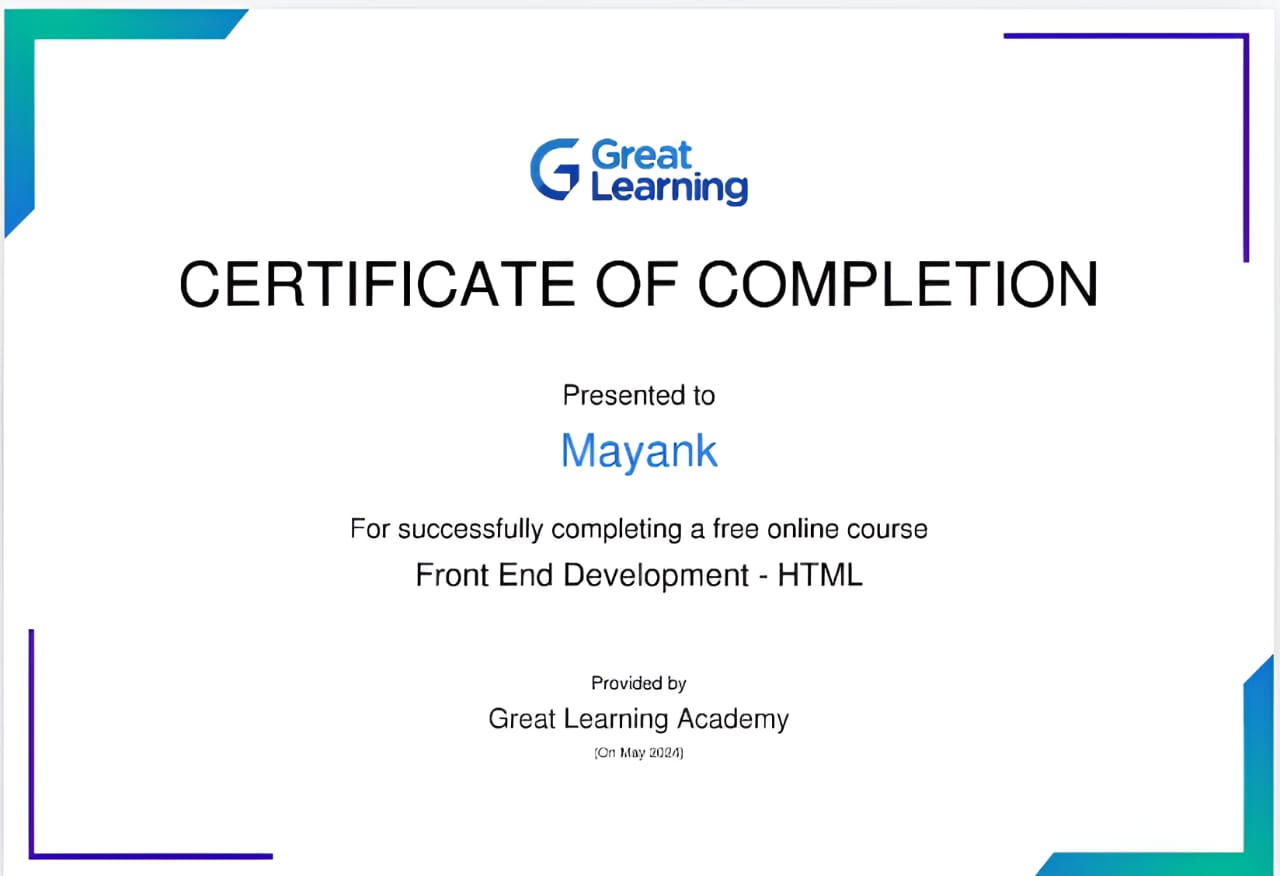 Great
Learning
CERTIFICATE OF COMPLETION
Presented to
Mayank
For successfully completing a free online course
Front End Development - HTML
Provided by
Great Learning Academy
(On May 2024)